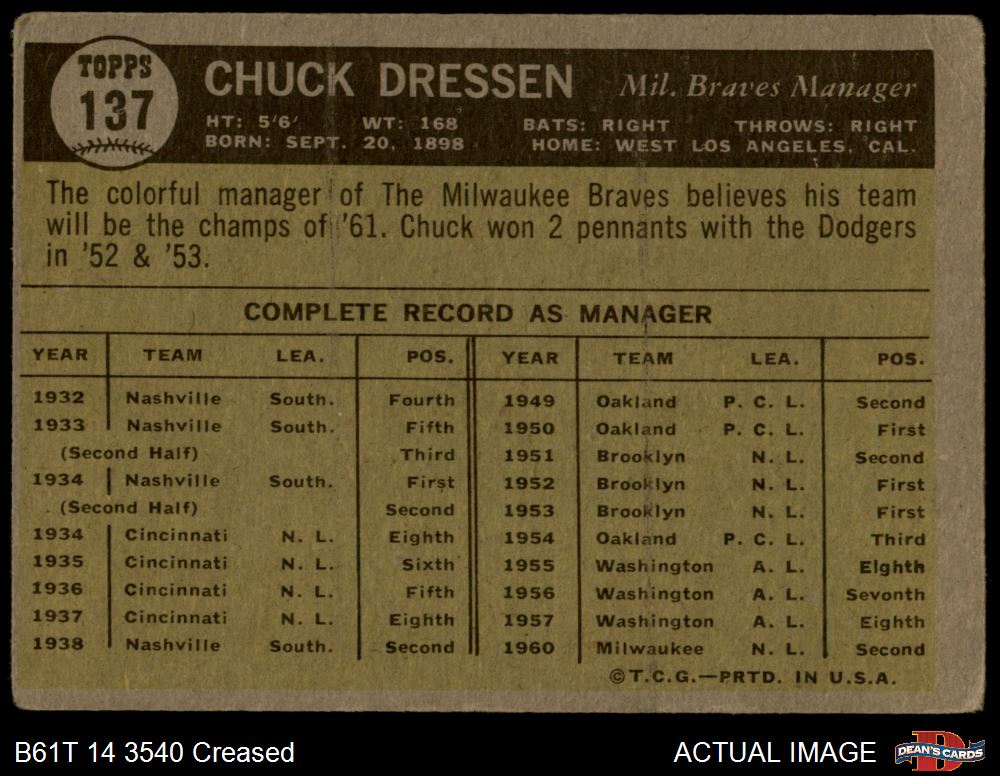 TOPPS
137
CHUCK DRESSEN Mil. Braves Manager
HT: 5'6' WT: 168 BATS: RIGHT THROWS: RIGHT
BORN: SEPT. 20, 1898 HOME: WEST LOS ANGELES, CAL.
The colorful manager of The Milwaukee Braves believes his team
will be the champs of '61. Chuck won 2 pennants with the Dodgers
in '52 & '53.
COMPLETE RECORD AS MANAGER
YEAR TEAM LEA. POS. YEAR TEAM LEA. POS.
1932 Nashville South. Fourth 1949 Oakland P. C. L. Second
1933 Nashville South. Fifth 1950 Oakland P. C. L. First
(Second Half) Third 1951 Brooklyn N. L. Second
1934 Nashville South. First 1952 Brooklyn N. L. First
(Second Half) Second 1953 Brooklyn N. L. First
1934 Cincinnati N. L. Eighth 1954 Oakland P. C. L. Third
1935 Cincinnati N. L. Sixth 1955 Washington A. L. Eighth
1936 Cincinnati N. L. Fifth 1956 Washington A. L. Sevonth
1937 Cincinnati N. L. Eighth 1957 Washington A. L. Eighth
1938 Nashville South. Second 1960 Milwaukee N. L. Second
©T.C.G.—PRTD. IN U.S.A.
B61T 14 3540 Creased ACTUAL IMAGE DEAN'S CARDS